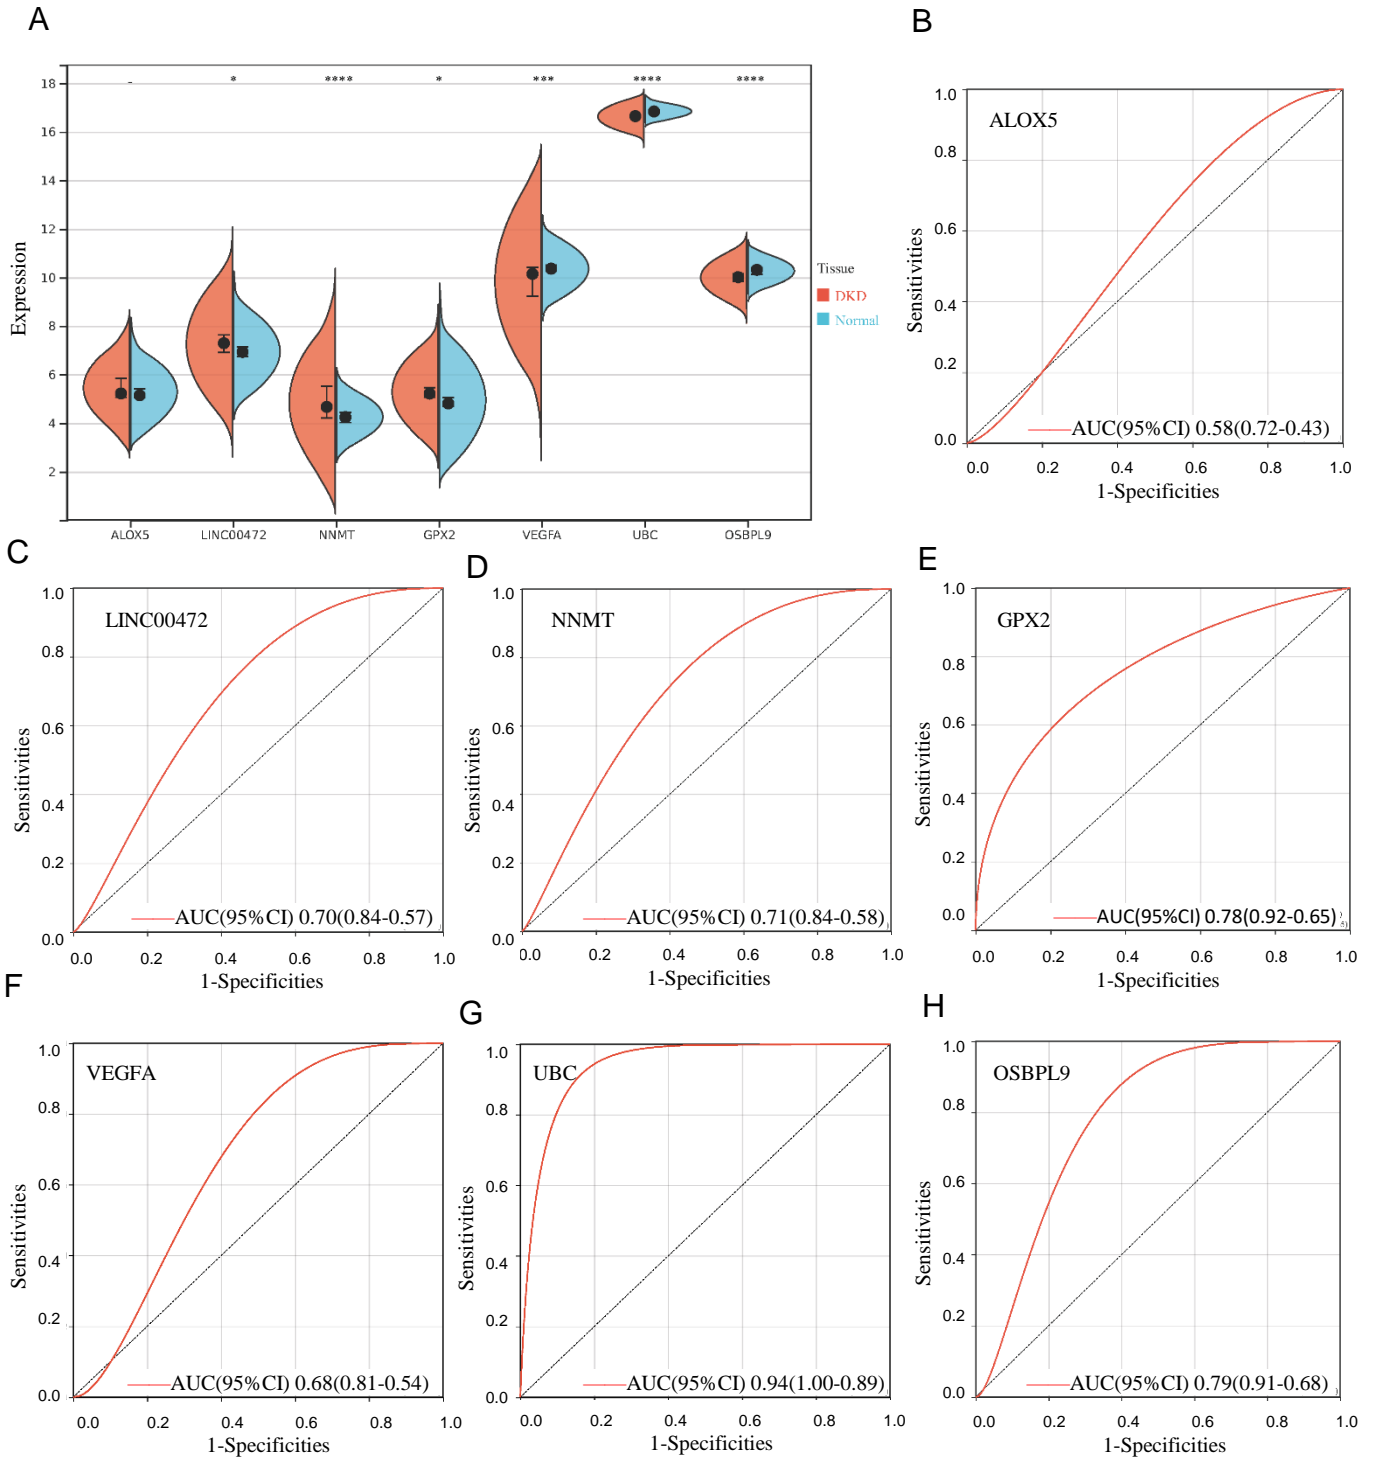 A
- * **** * *** **** ****
18
16
14
12
10
8
6
4
2
Expression
ALOX5 LINC00472 NNMT GPX2 VEGFA UBC OSBPL9
Tissue
DKD
Normal
B
ALOX5
1.0
0.8
0.6
0.4
0.2
0.0
Sensitivities
AUC(95%CI) 0.58(0.72-0.43)
0.0 0.2 0.4 0.6 0.8 1.0
1-Specificities
C
LINC00472
1.0
0.8
0.6
0.4
0.2
0.0
Sensitivities
AUC(95%CI) 0.70(0.84-0.57)
0.0 0.2 0.4 0.6 0.8 1.0
1-Specificities
D
NNMT
1.0
0.8
0.6
0.4
0.2
0.0
Sensitivities
AUC(95%CI) 0.71(0.84-0.58)
0.0 0.2 0.4 0.6 0.8 1.0
1-Specificities
E
GPX2
1.0
0.8
0.6
0.4
0.2
0.0
Sensitivities
AUC(95%CI) 0.78(0.92-0.65)
0.0 0.2 0.4 0.6 0.8 1.0
1-Specificities
F
VEGFA
1.0
0.8
0.6
0.4
0.2
0.0
Sensitivities
AUC(95%CI) 0.68(0.81-0.54)
0.0 0.2 0.4 0.6 0.8 1.0
1-Specificities
G
UBC
1.0
0.8
0.6
0.4
0.2
0.0
Sensitivities
AUC(95%CI) 0.94(1.00-0.89)
0.0 0.2 0.4 0.6 0.8 1.0
1-Specificities
H
OSBPL9
1.0
0.8
0.6
0.4
0.2
0.0
Sensitivities
AUC(95%CI) 0.79(0.91-0.68)
0.0 0.2 0.4 0.6 0.8 1.0
1-Specificities